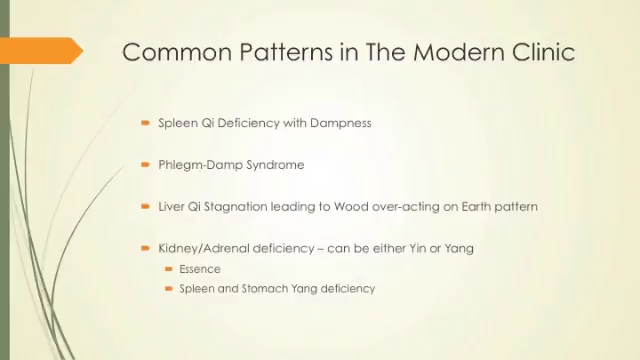 Common Patterns in The Modern Clinic
Spleen Qi Deficiency with Dampness
Phlegm-Damp Syndrome
Liver Qi Stagnation leading to Wood over-acting on Earth pattern
Kidney/Adrenal deficiency – can be either Yin or Yang
Essence
Spleen and Stomach Yang deficiency